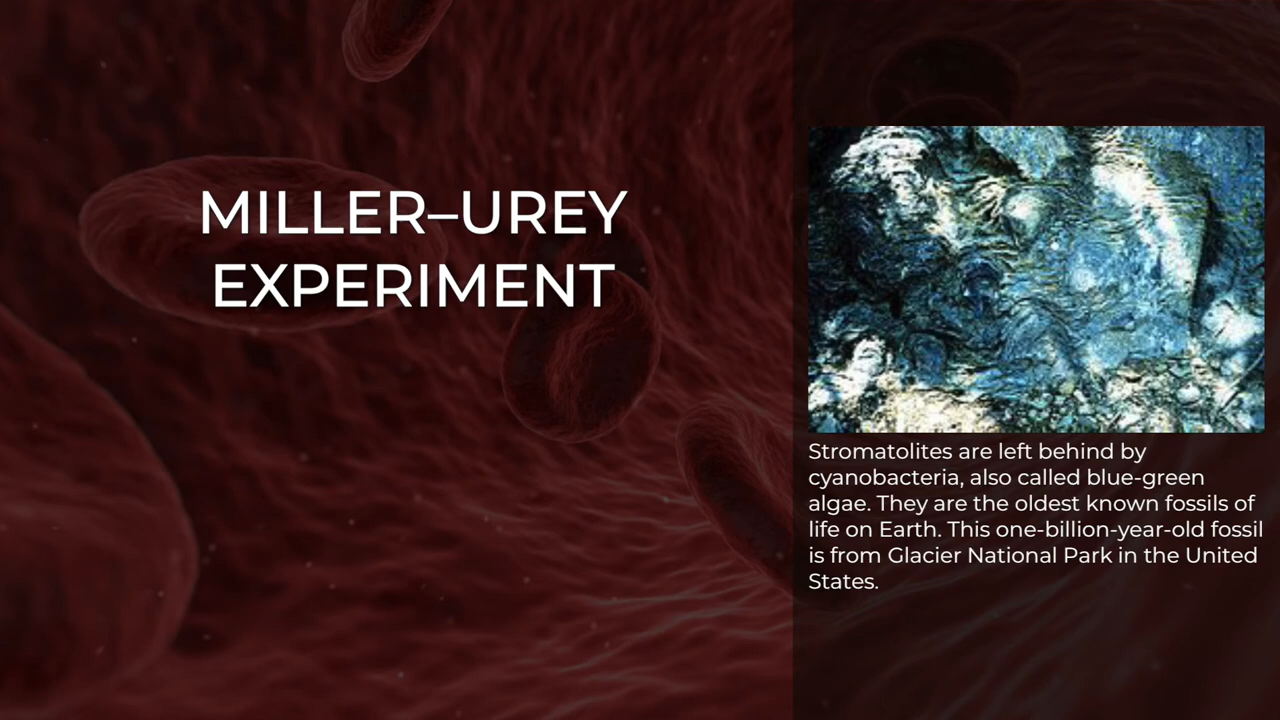 MILLER–UREY
EXPERIMENT
Stromatolites are left behind by
cyanobacteria, also called blue-green
algae. They are the oldest known fossils of
life on Earth. This one-billion-year-old fossil
is from Glacier National Park in the United
States.